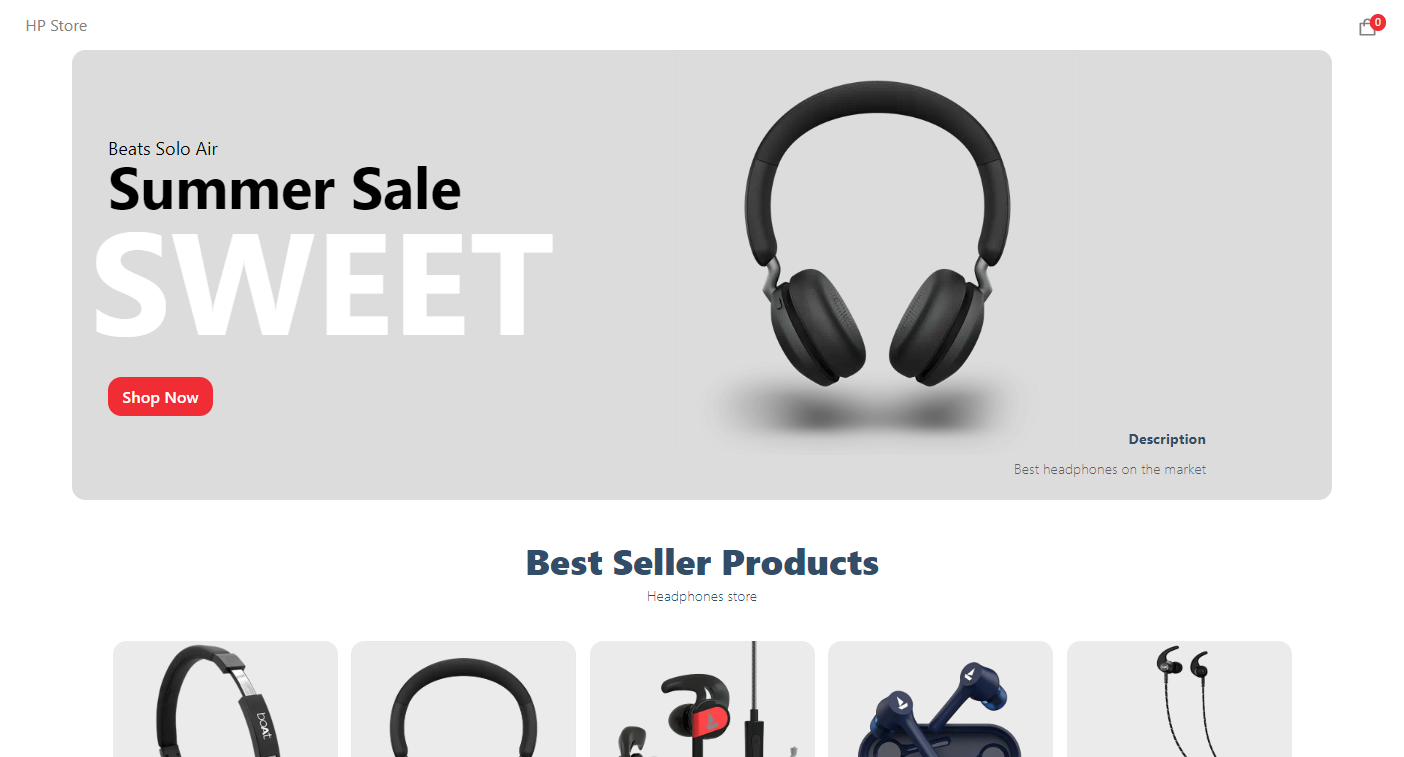 HP Store
0
Beats Solo Air
Summer Sale
SWEET
Shop Now
Description
Best headphones on the market
Best Seller Products
Headphones store
boAt